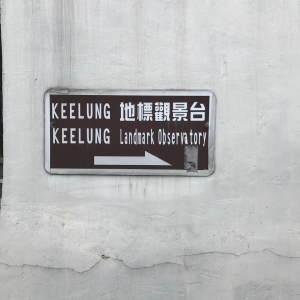 KEELUNG 地標觀景台
KEELUNG Landmark Observatory